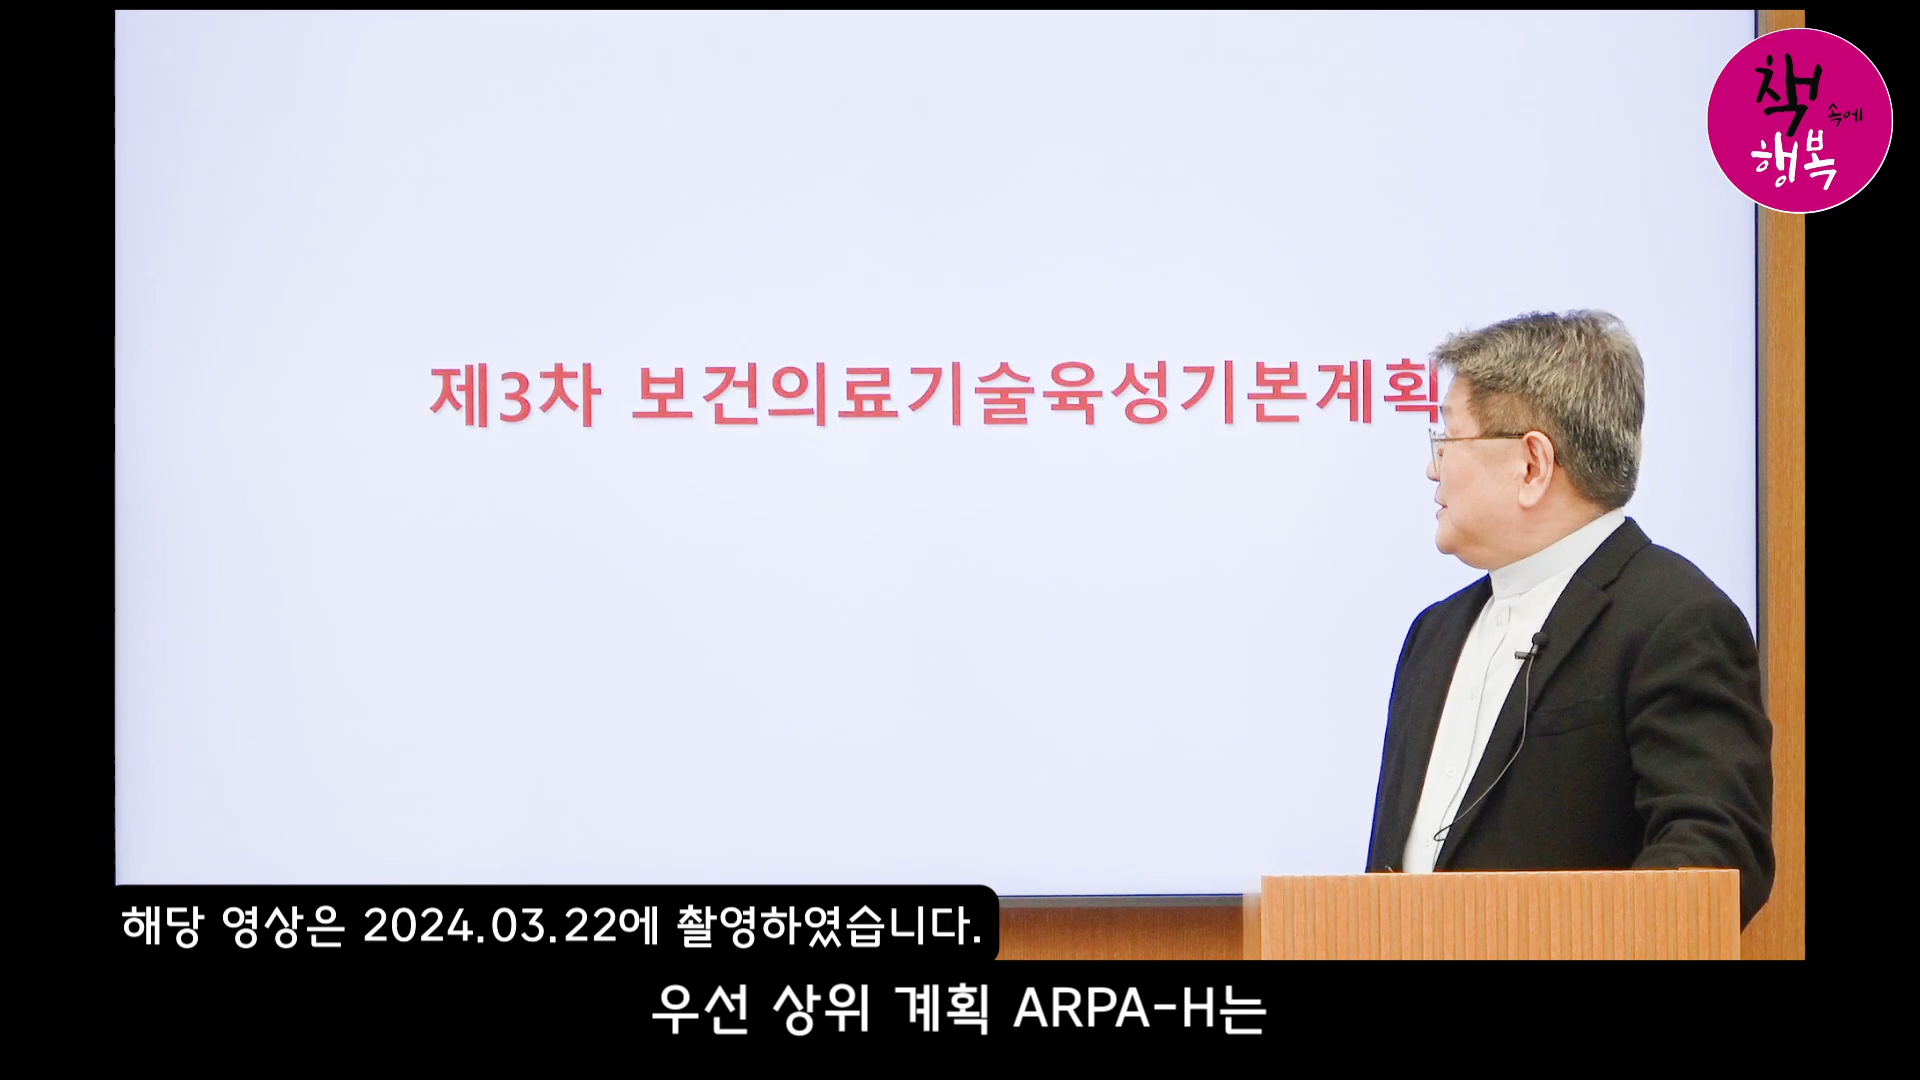 책
속에
행복
제3차 보건의료기술육성기본계획
해당 영상은 2024.03.22에 촬영하였습니다.
우선 상위 계획 ARPA-H는